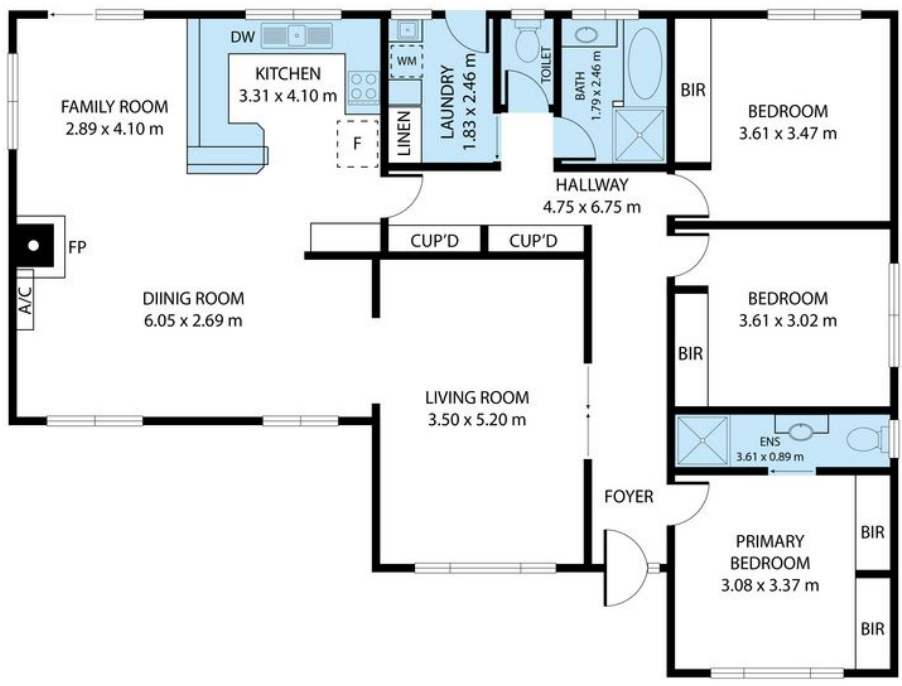 DW
KITCHEN
3.31 x 4.10 m
FAMILY ROOM
2.89 x 4.10 m
F
WM
LINEN
LAUNDRY
1.83 x 2.46 m
TOILET
BATH
1.79 x 2.46 m
BIR
BEDROOM
3.61 x 3.47 m
HALLWAY
4.75 x 6.75 m
CUP'D
CUP'D
FP
A/C
DIINIG ROOM
6.05 x 2.69 m
BEDROOM
3.61 x 3.02 m
BIR
LIVING ROOM
3.50 x 5.20 m
ENS
3.61 x 0.89 m
FOYER
PRIMARY
BEDROOM
3.08 x 3.37 m
BIR
BIR